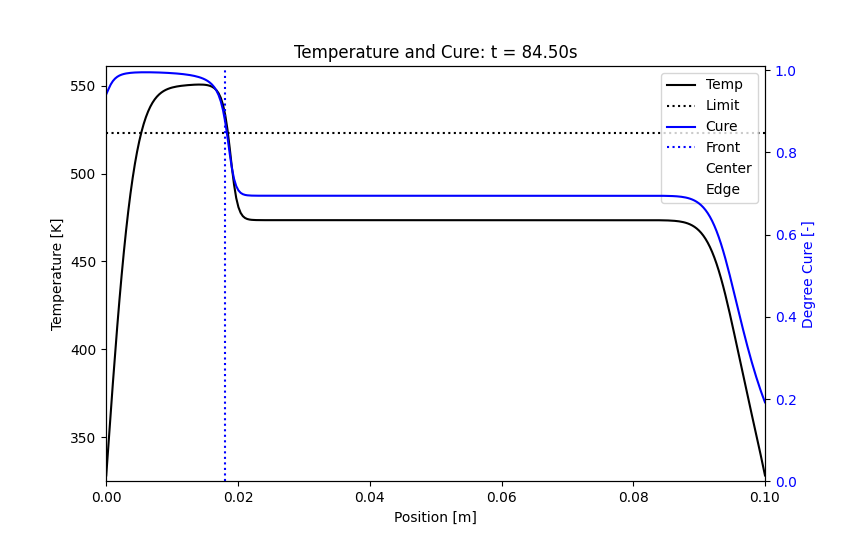 Temperature and Cure: t = 84.50s
Temperature [K]
550
500
450
400
350
Temp
Limit
Cure
Front
Center
Edge
1.0
0.8
0.6
0.4
0.2
0.0
Degree Cure [-]
0.00 0.02 0.04 0.06 0.08 0.10
Position [m]